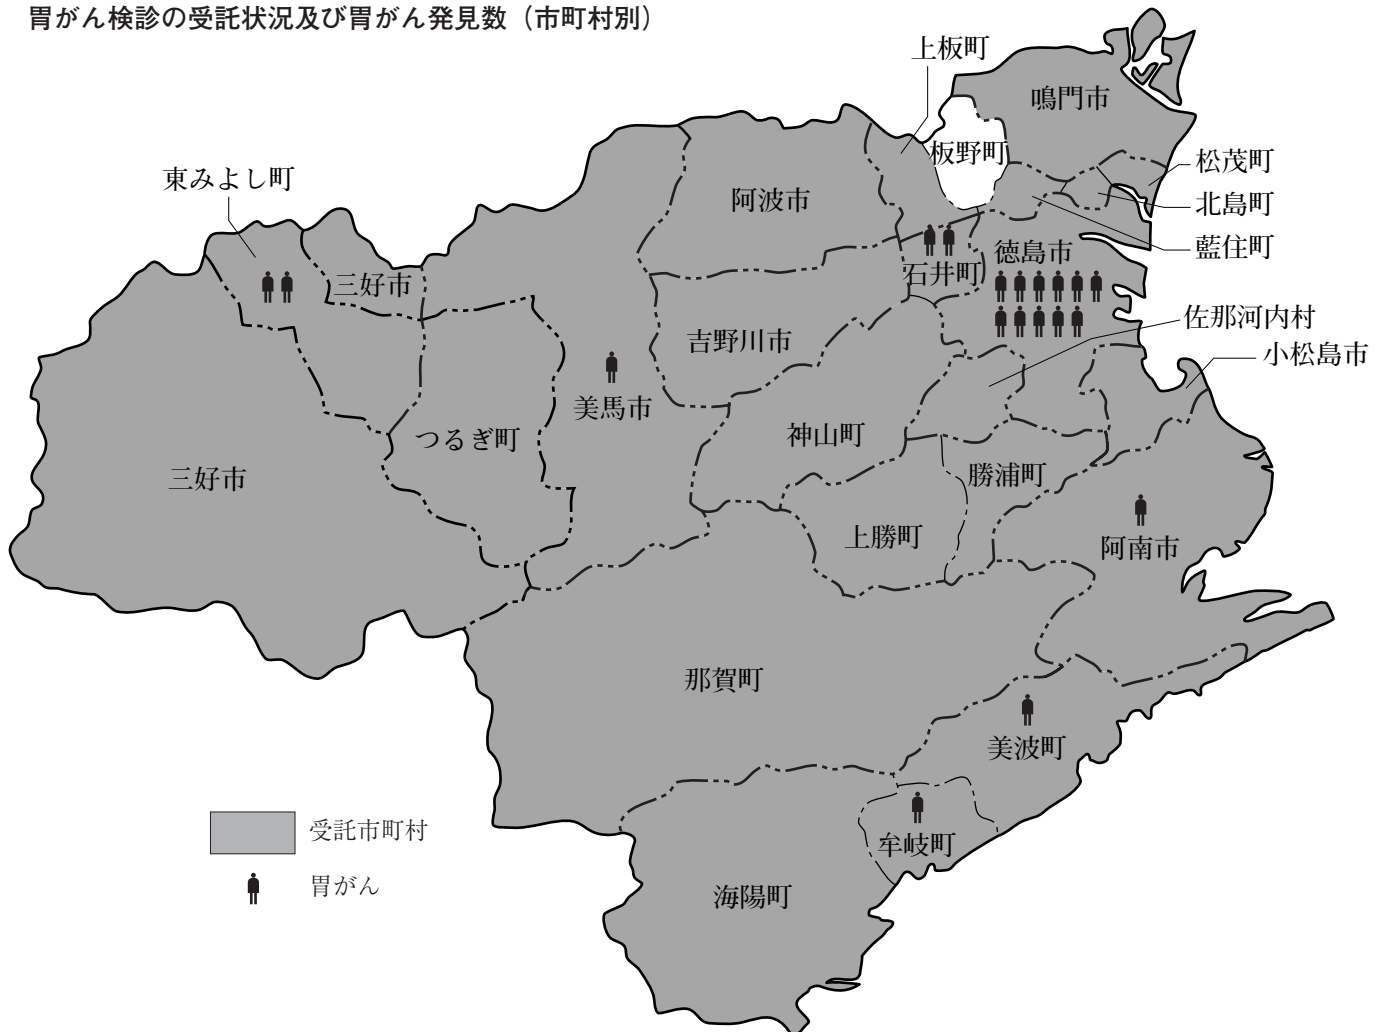 胃がん検診の受託状況及び胃がん発見数（市町村別）
上板町
鳴門市
板野町
松茂町
東みよし町
阿波市
北島町
藍住町
徳島市
石井町
三好市
佐那河内村
吉野川市
小松島市
美馬市
神山町
つるぎ町
三好市
勝浦町
上勝町
阿南市
那賀町
美波町
受託市町村
牟岐町
胃がん
海陽町